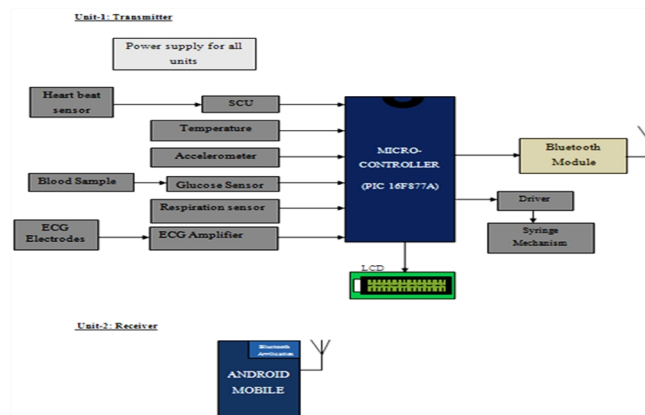 Unit-1: Transmitter
Power supply for all
units
Heart beat
sensor
SCU
Temperature
Accelerometer
Blood Sample
Glucose Sensor
Respiration sensor
ECG
Electrodes
ECG Amplifier
MICRO-
CONTROLLER
(PIC 16F877A)
Bluetooth
Module
Driver
Syringe
Mechanism
LCD
Unit-2: Receiver
Bluetooth
Application
ANDROID
MOBILE